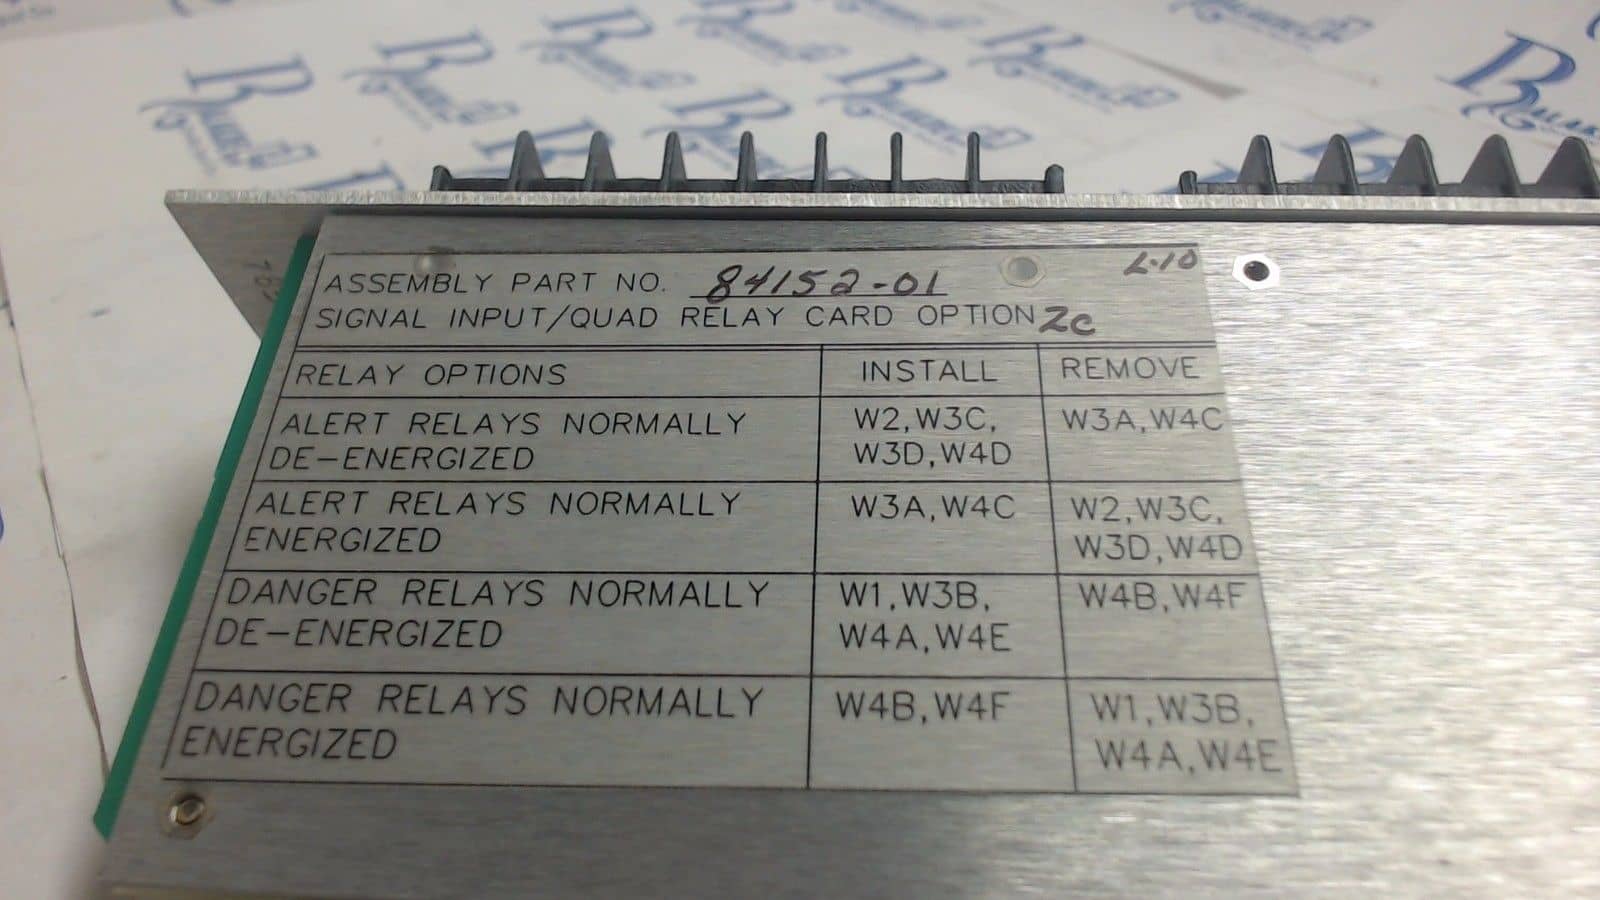 ASSEMBLY PART NO. 84152-01
L-10
SIGNAL INPUT/QUAD RELAY CARD OPTION 2C
RELAY OPTIONS INSTALL REMOVE
ALERT RELAYS NORMALLY W2,W3C, W3A,W4C
DE-ENERGIZED W3D,W4D
ALERT RELAYS NORMALLY W3A,W4C W2,W3C,
ENERGIZED W3D,W4D
DANGER RELAYS NORMALLY W1,W3B, W4B,W4F
DE-ENERGIZED W4A,W4E
DANGER RELAYS NORMALLY W4B,W4F W1,W3B,
ENERGIZED W4A,W4E